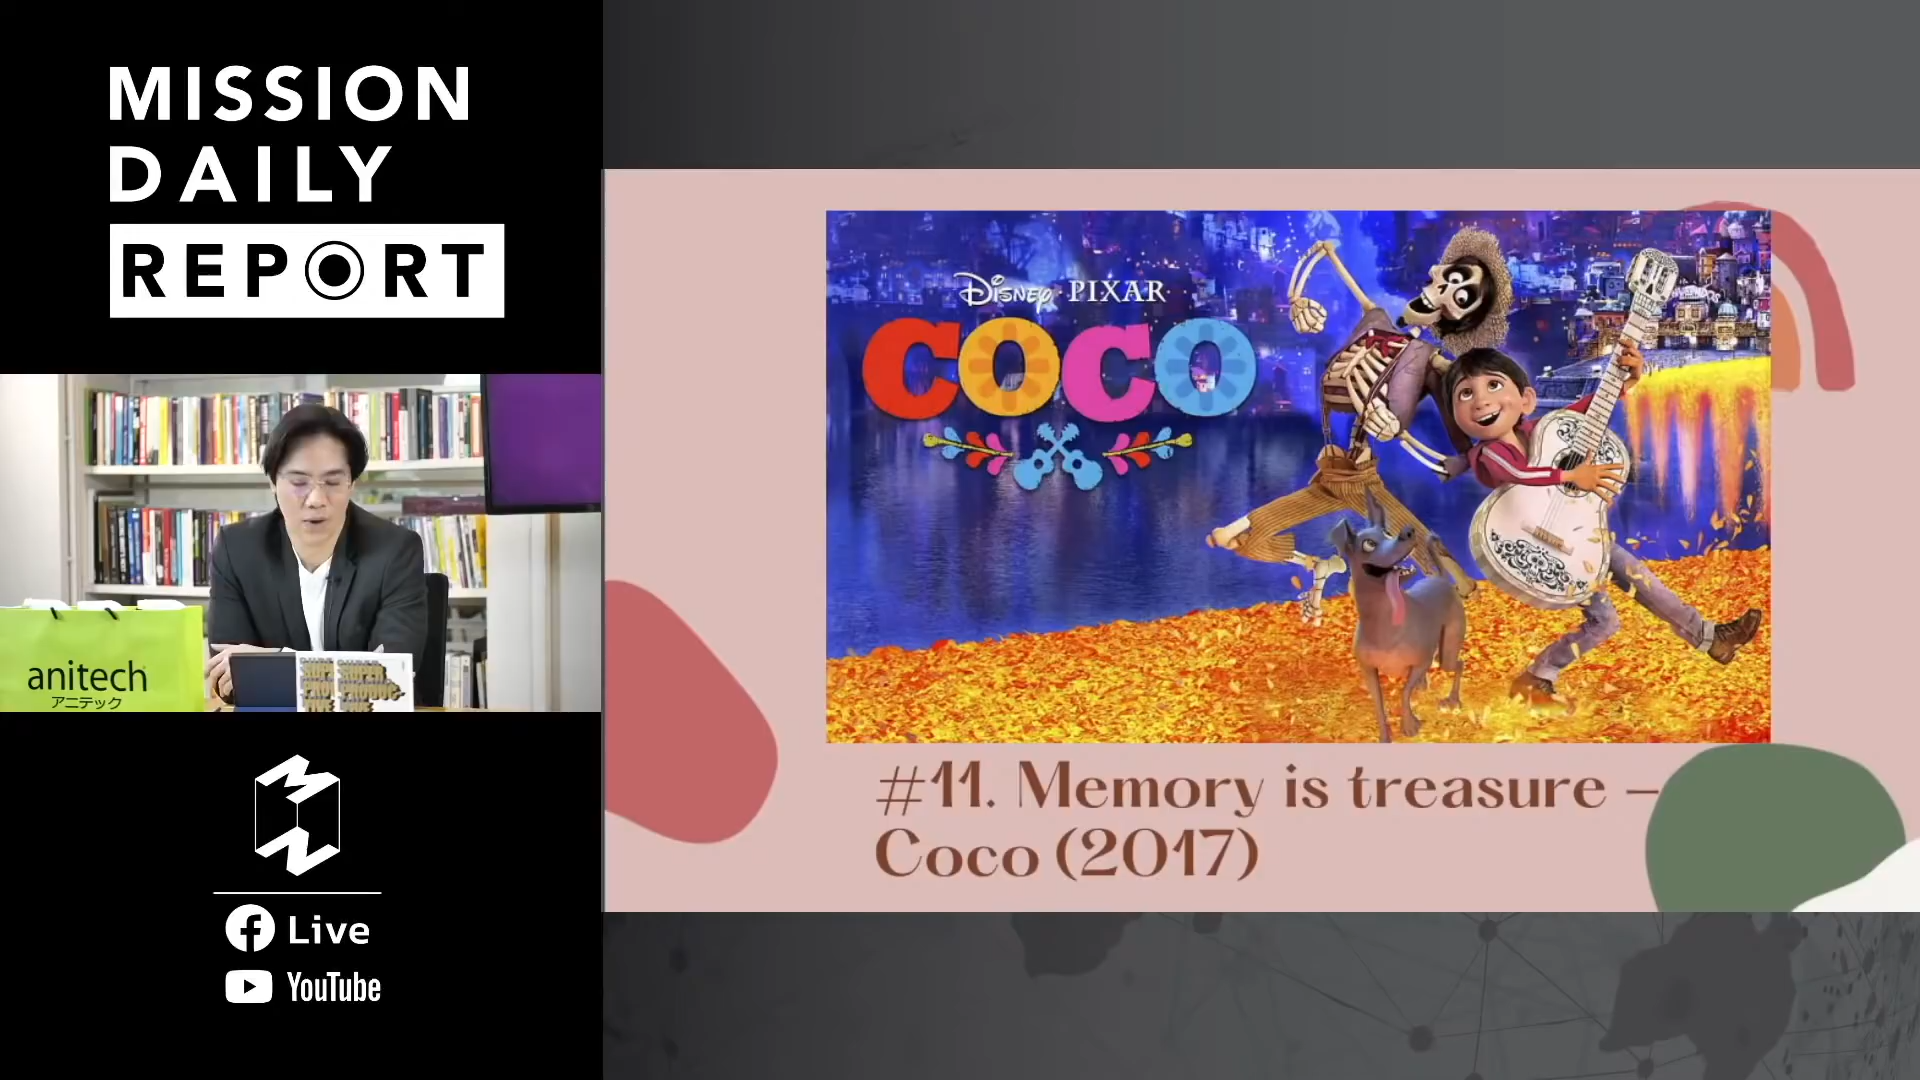 MISSION
DAILY
REPORT
anitech
アニテック
Live
YouTube
DISNEY · PIXAR
COCO
#11. Memory is treasure –
Coco (2017)